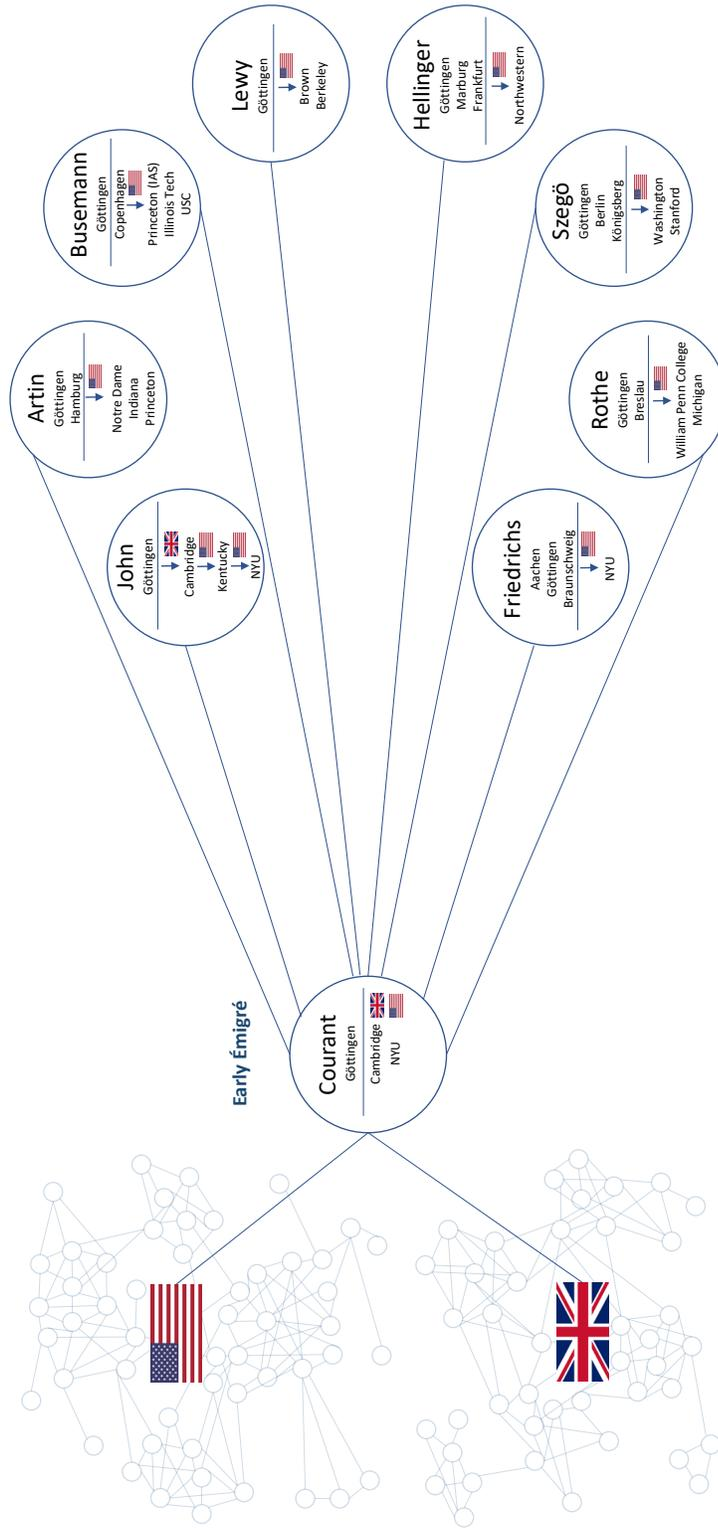 Early Émigré
Courant
Göttingen
Cambridge
NYU
Artin
Göttingen
Hamburg
Notre Dame
Indiana
Princeton
John
Göttingen
Cambridge
Kentucky
NYU
Busemann
Göttingen
Copenhagen
Princeton (IAS)
Illinois Tech
USC
Lewy
Göttingen
Brown
Berkeley
Hellinger
Göttingen
Marburg
Frankfurt
Northwestern
Szegö
Göttingen
Berlin
Königsberg
Washington
Stanford
Friedrichs
Aachen
Göttingen
Braunschweig
NYU
Rothe
Göttingen
Breslau
William Penn College
Michigan